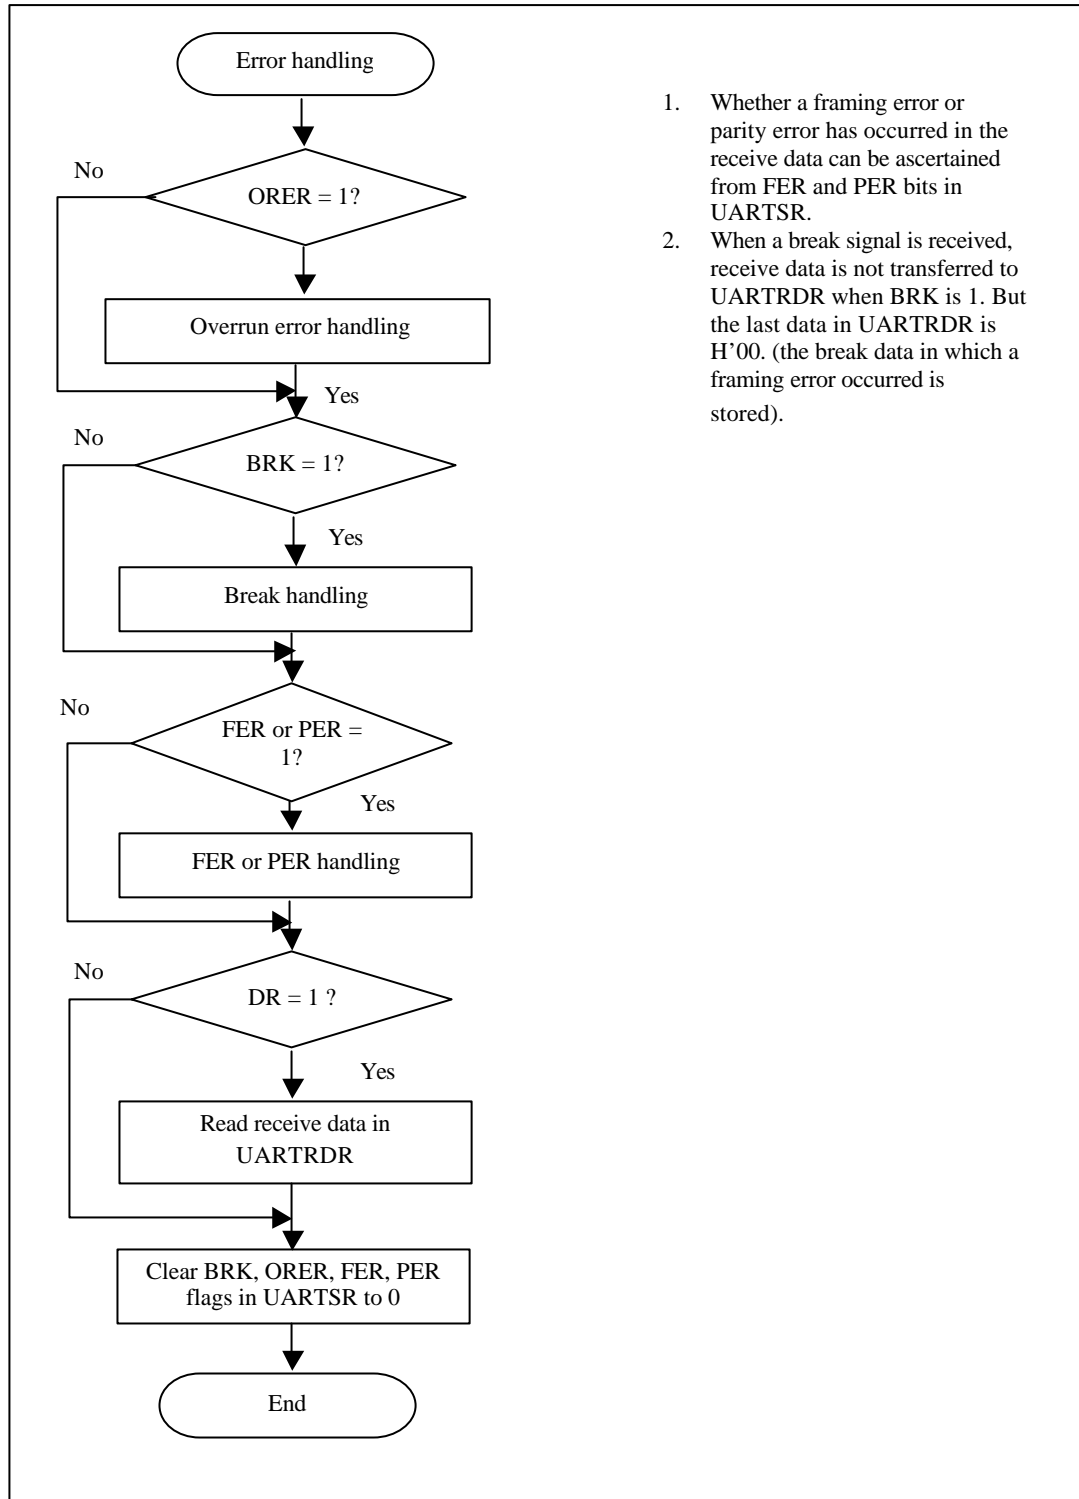 Error handling
No
ORER = 1?
Overrun error handling
Yes
No
BRK = 1?
Yes
Break handling
No
FER or PER =
1?
Yes
FER or PER handling
No
DR = 1 ?
Yes
Read receive data in
UARTRDR
Clear BRK, ORER, FER, PER
flags in UARTSR to 0
End
1. Whether a framing error or
parity error has occurred in the
receive data can be ascertained
from FER and PER bits in
UARTSR.
2. When a break signal is received,
receive data is not transferred to
UARTRDR when BRK is 1. But
the last data in UARTRDR is
H’00. (the break data in which a
framing error occurred is
stored).